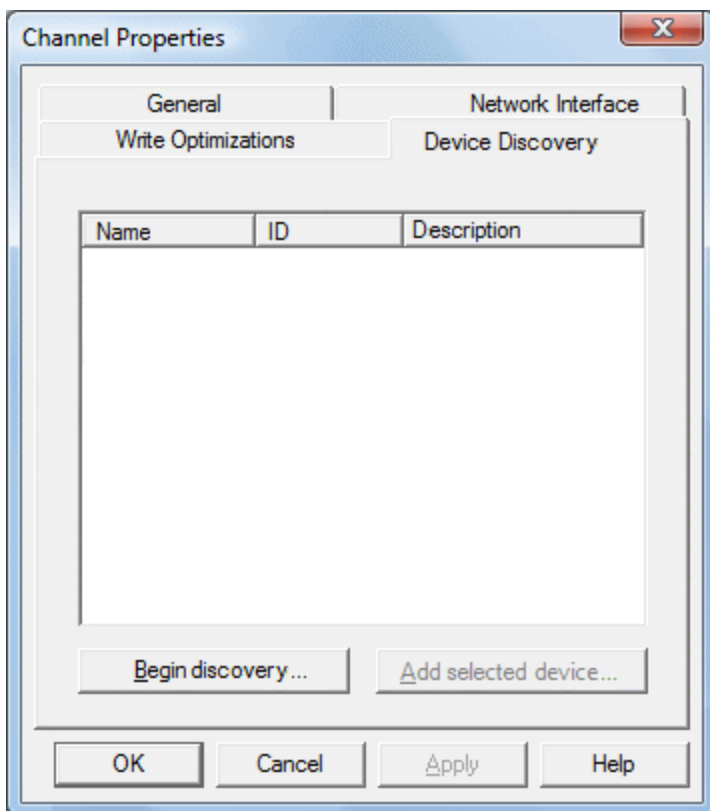 Channel Properties
General Network Interface
Write Optimizations Device Discovery
Name ID Description
Begin discovery... Add selected device...
OK Cancel Apply Help